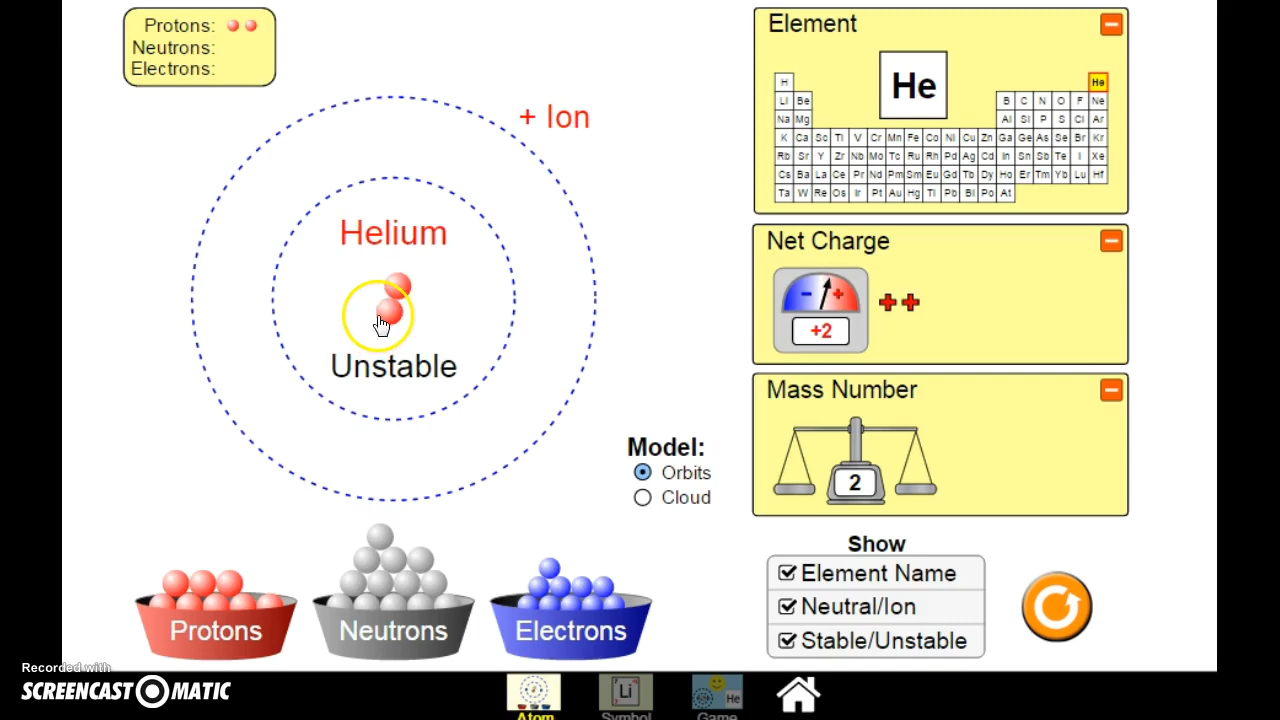 Protons:
Neutrons:
Electrons:
+ Ion
Helium
Unstable
Element
He
H He
Li Be B C N O F Ne
Na Mg Al Si P S Cl Ar
K Ca Sc Ti V Cr Mn Fe Co Ni Cu Zn Ga Ge As Se Br Kr
Rb Sr Y Zr Nb Mo Tc Ru Rh Pd Ag Cd In Sn Sb Te I Xe
Cs Ba La Ce Pr Nd Pm Sm Eu Gd Tb Dy Ho Er Tm Yb Lu Hf
Ta W Re Os Ir Pt Au Hg Tl Pb Bi Po At
Net Charge
- +
+2
++
Mass Number
2
Model:
Orbits
Cloud
Protons
Neutrons
Electrons
Show
Element Name
Neutral/Ion
Stable/Unstable
Recorded with
SCREENCAST MATIC
Li
He
Atom
Symbol
Game